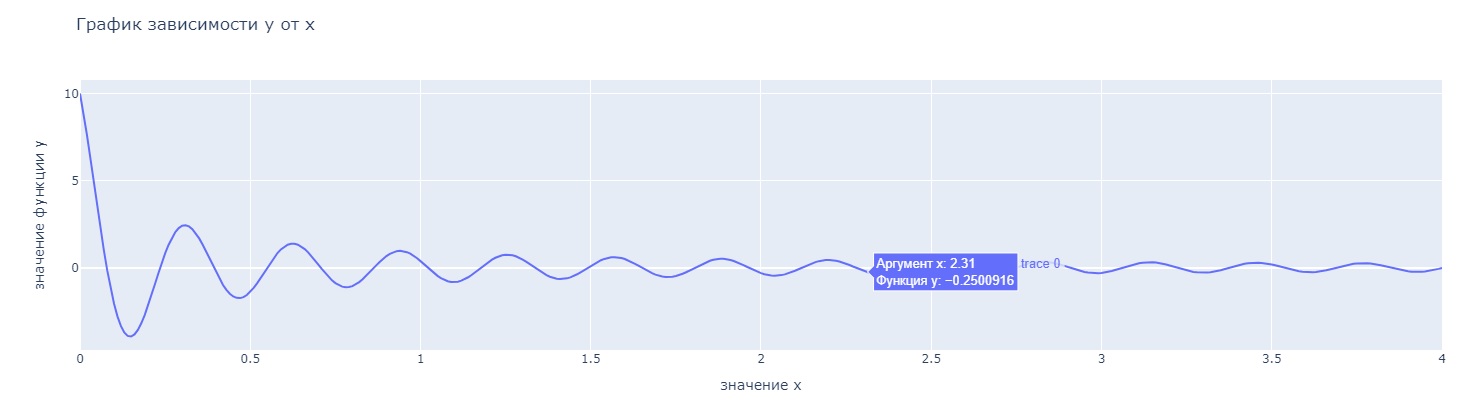 График зависимости y от x
значение функции y
10
5
0
Аргумент x: 2.31
Функция y: −0.2500916
trace 0
0
0.5
1
1.5
2
2.5
3
3.5
4
значение x